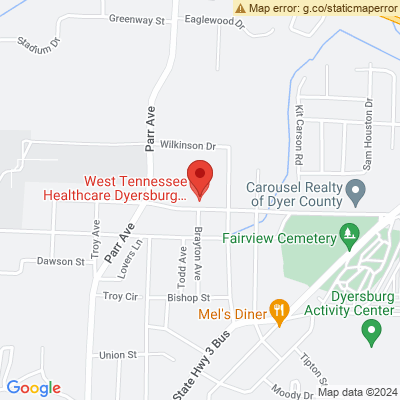 Map error: g.co/staticmaperror
Eaglewood Dr
Greenway St
Stadium Dr
Parr Ave
Kit Carson Rd
Sam Houston Dr
Wilkinson Dr
West Tennessee
Healthcare Dyersburg...
Carousel Realty
of Dyer County
Troy Ave
Parr Ave
Lovers Ln
Todd Ave
Brayton Ave
Fairview Cemetery
Dawson St
Troy Cir
Bishop St
Mel's Diner
Dyersburg
Activity Center
State Hwy 3 Bus
Union St
Tipton St
Moody Dr
Google
Map data ©2024